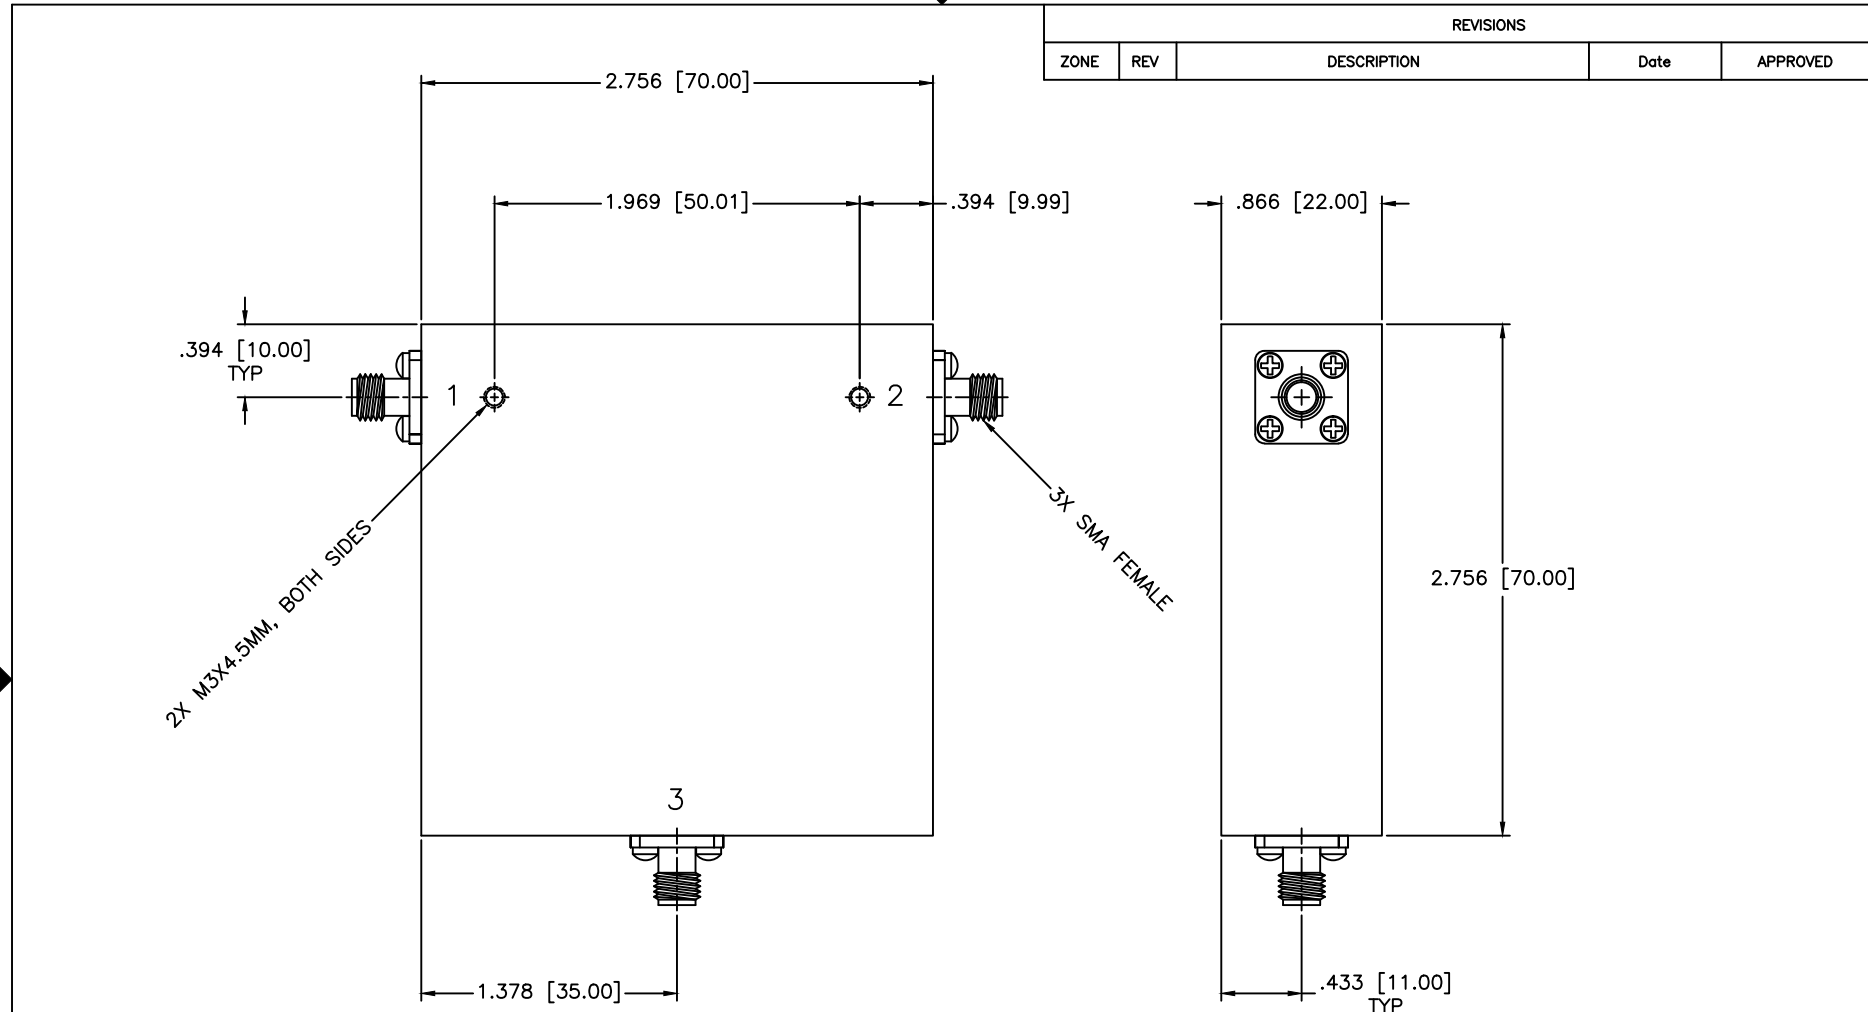 REVISIONS
ZONE REV DESCRIPTION Date APPROVED
2.756 [70.00]
1.969 [50.01]
.394 [9.99]
.866 [22.00]
.394 [10.00]
TYP
1
2
3X SMA FEMALE
2X M3X4.5MM, BOTH SIDES
2.756 [70.00]
3
1.378 [35.00]
.433 [11.00]
TYP